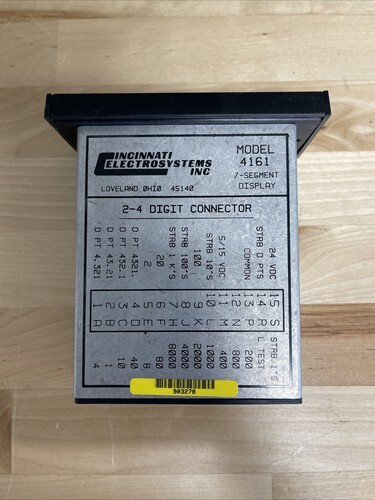 CINCINNATI
ELECTROSYSTEMS
INC
LOVELAND OHIO 45140
MODEL
4161
7-SEGMENT
DISPLAY
2-4 DIGIT CONNECTOR
24 VDC 15 S STRB 1'S
STRB D PTS 14 R L TEST
COMMON 13 P 200
12 N 800
5/15 VDC 11 M 400
STRB 10'S 10 L 1000
100 9 K 2000
STRB 100'S 8 J 4000
STRB 1 K'S 7 H 8000
20 6 F 80
2 5 E 8
D PT 4321. 4 D 40
D PT 432.1 3 C 10
D PT 43.21 2 B 1
D PT 4.321 1 A 4
903278